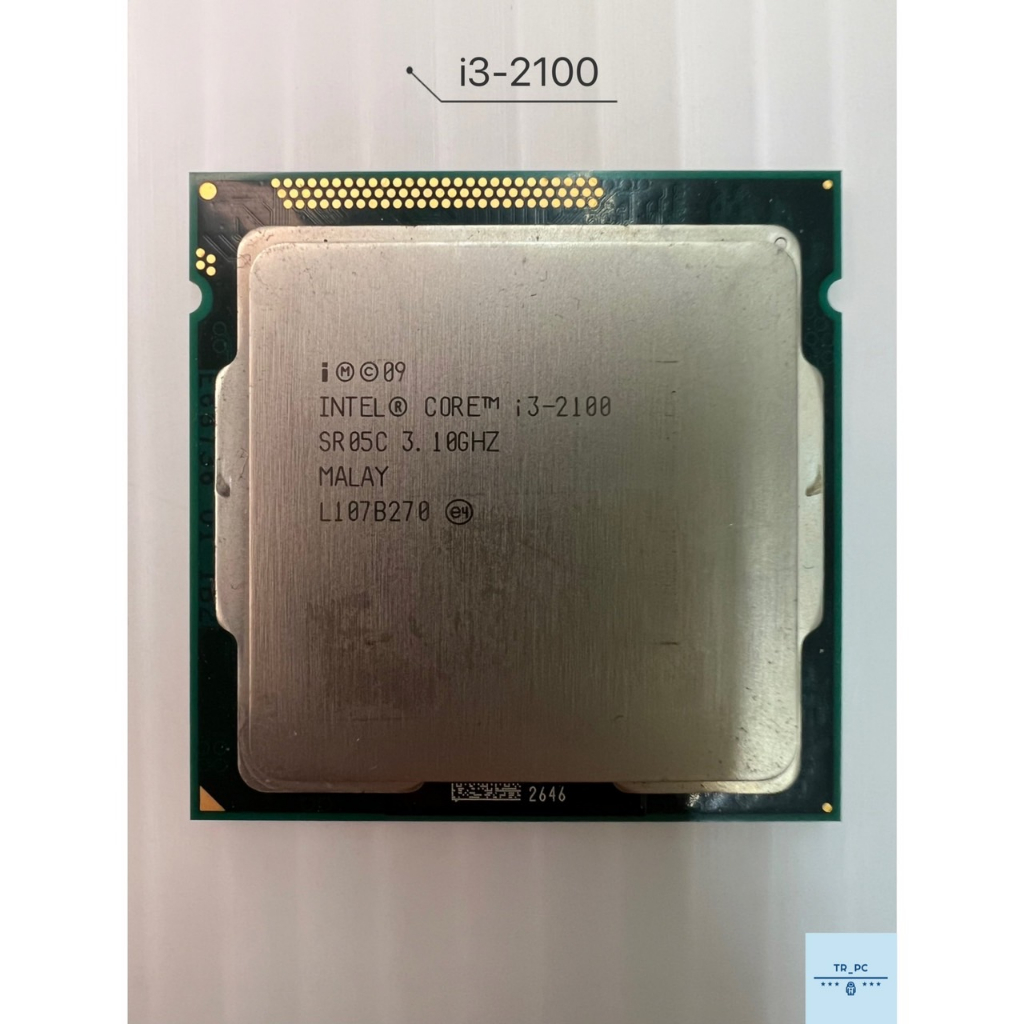 i3-2100
i Ⓜ © 09
INTEL® CORE™ i3-2100
SR05C 3.10GHZ
MALAY
L107B270 e4
2646
TR_PC